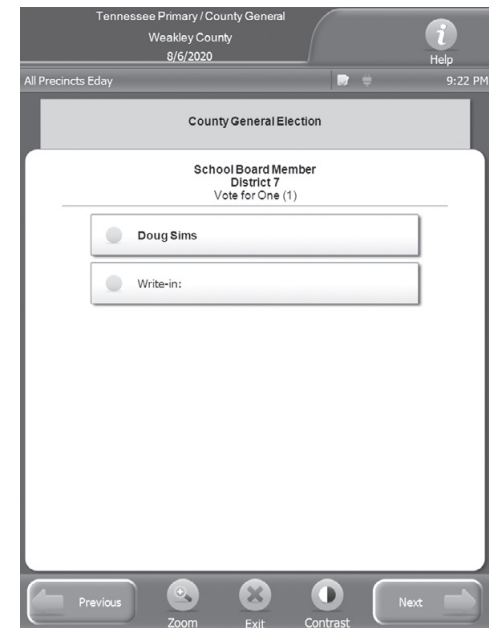 Tennessee Primary / County General
Weakley County
8/6/2020
Help
All Precincts Eday
9:22 PM
County General Election
School Board Member
District 7
Vote for One (1)
Doug Sims
Write-in:
Previous
Zoom
Exit
Contrast
Next